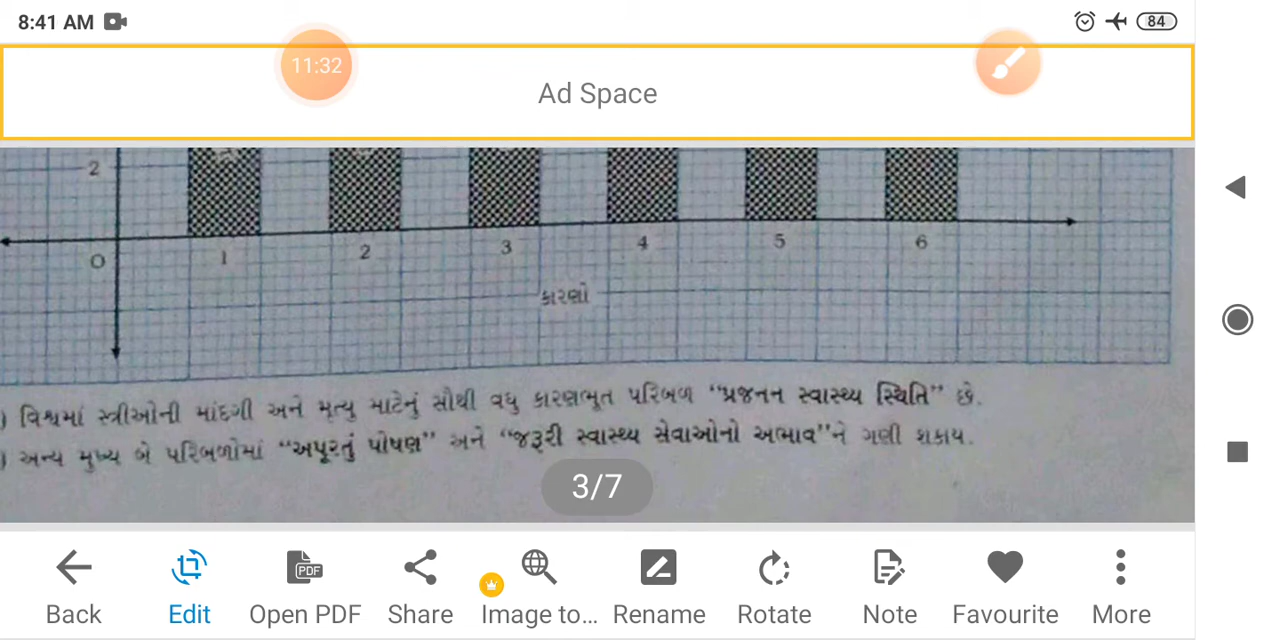 8:41 AM
84
11:32
Ad Space
2
0
1
2
3
4
5
6
કારણો
) વિશ્વમાં સ્ત્રીઓની માંદગી અને મૃત્યુ માટેનું સૌથી વધુ કારણભૂત પરિબળ "પ્રજનન સ્વાસ્થ્ય સ્થિતિ" છે.
) અન્ય મુખ્ય બે પરિબળોમાં "અપૂરતું પોષણ" અને "જરૂરી સ્વાસ્થ્ય સેવાઓનો અભાવ"ને ગણી શકાય.
3/7
PDF
Back
Edit
Open PDF
Share
Image to...
Rename
Rotate
Note
Favourite
More